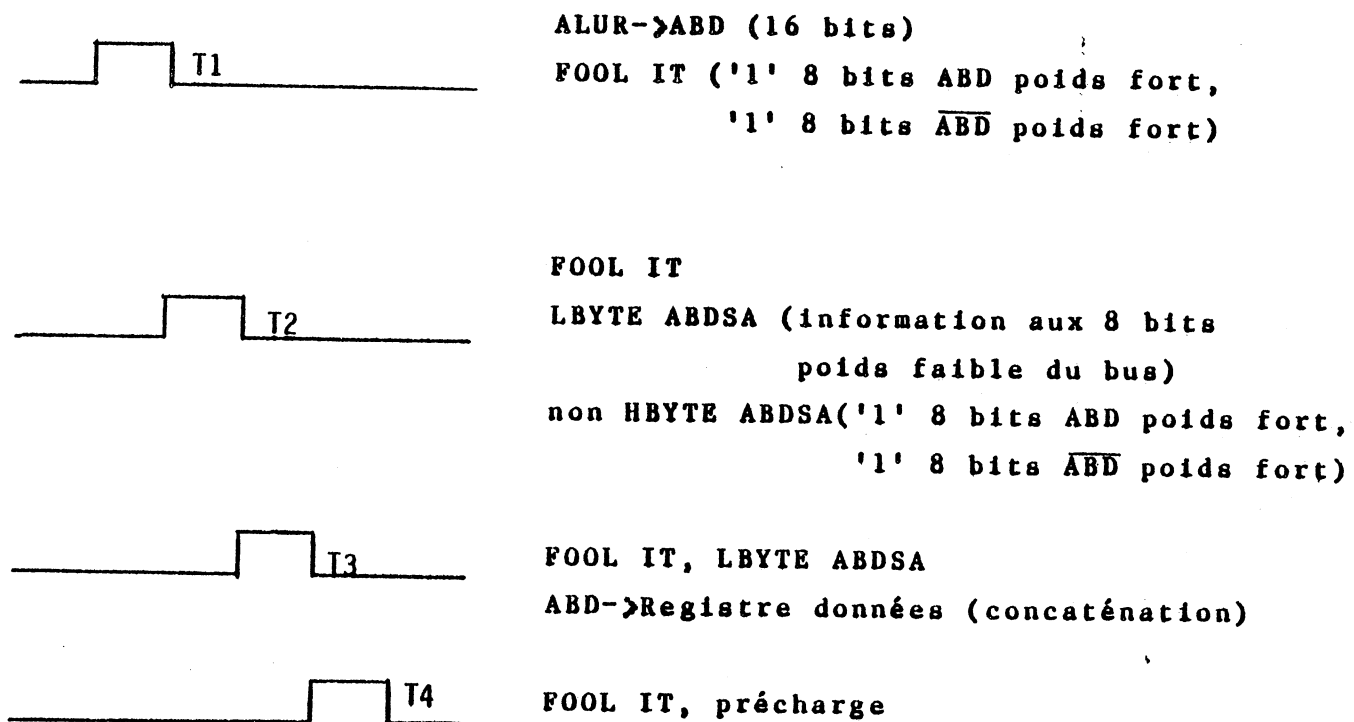 ALUR->ABD (16 bits)
T1
FOOL IT ('1' 8 bits ABD poids fort,
'1' 8 bits A̅B̅D̅ poids fort)
FOOL IT
T2
LBYTE ABDSA (information aux 8 bits
poids faible du bus)
non HBYTE ABDSA('1' 8 bits ABD poids fort,
'1' 8 bits A̅B̅D̅ poids fort)
T3
FOOL IT, LBYTE ABDSA
ABD->Registre données (concaténation)
T4
FOOL IT, précharge